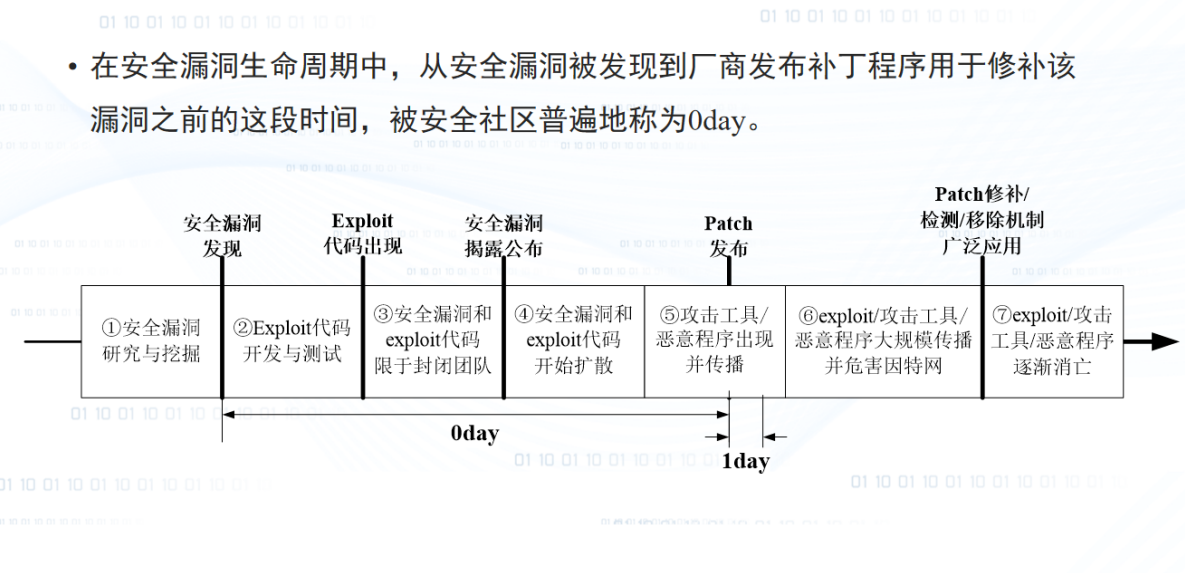 • 在安全漏洞生命周期中，从安全漏洞被发现到厂商发布补丁程序用于修补该
漏洞之前的这段时间，被安全社区普遍地称为0day。
安全漏洞
发现
Exploit
代码出现
安全漏洞
揭露公布
Patch
发布
Patch修补/
检测/移除机制
广泛应用
①安全漏洞
研究与挖掘
②Exploit代码
开发与测试
③安全漏洞和
exploit代码
限于封闭团队
④安全漏洞和
exploit代码
开始扩散
⑤攻击工具/
恶意程序出现
并传播
⑥exploit/攻击工具/
恶意程序大规模传播
并危害因特网
⑦exploit/攻击
工具/恶意程序
逐渐消亡
0day
1day